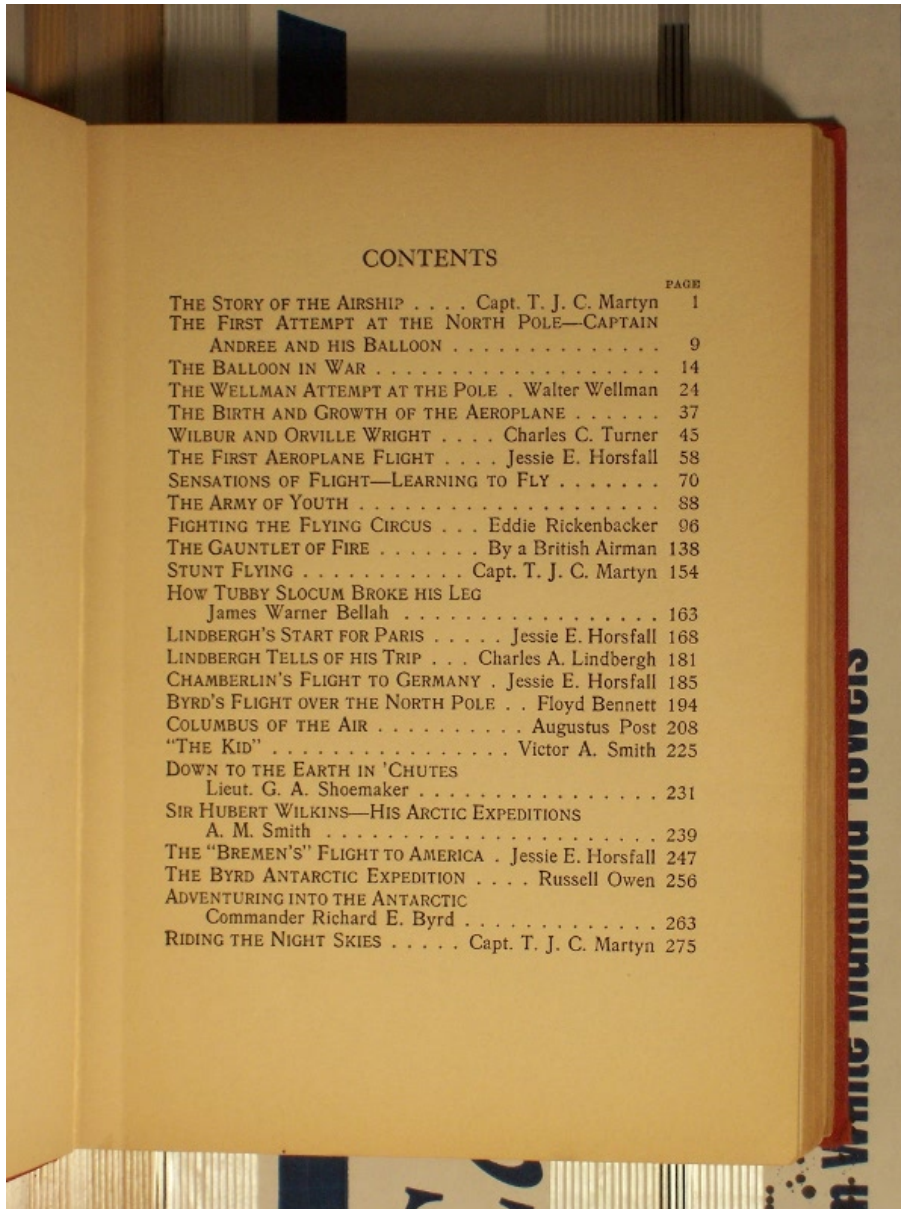 CONTENTS
PAGE
THE STORY OF THE AIRSHIP . . . . Capt. T. J. C. Martyn 1
THE FIRST ATTEMPT AT THE NORTH POLE—CAPTAIN
ANDREE AND HIS BALLOON . . . . . . . . . . . . . . 9
THE BALLOON IN WAR . . . . . . . . . . . . . . . . . . . 14
THE WELLMAN ATTEMPT AT THE POLE . Walter Wellman 24
THE BIRTH AND GROWTH OF THE AEROPLANE . . . . . . 37
WILBUR AND ORVILLE WRIGHT . . . . Charles C. Turner 45
THE FIRST AEROPLANE FLIGHT . . . . Jessie E. Horsfall 58
SENSATIONS OF FLIGHT—LEARNING TO FLY . . . . . . . 70
THE ARMY OF YOUTH . . . . . . . . . . . . . . . . . . . . 88
FIGHTING THE FLYING CIRCUS . . . Eddie Rickenbacker 96
THE GAUNTLET OF FIRE . . . . . . . By a British Airman 138
STUNT FLYING . . . . . . . . . . . Capt. T. J. C. Martyn 154
HOW TUBBY SLOCUM BROKE HIS LEG
James Warner Bellah . . . . . . . . . . . . . . . . . 163
LINDBERGH'S START FOR PARIS . . . . . Jessie E. Horsfall 168
LINDBERGH TELLS OF HIS TRIP . . . Charles A. Lindbergh 181
CHAMBERLIN'S FLIGHT TO GERMANY . Jessie E. Horsfall 185
BYRD'S FLIGHT OVER THE NORTH POLE . . Floyd Bennett 194
COLUMBUS OF THE AIR . . . . . . . . . . Augustus Post 208
"THE KID" . . . . . . . . . . . . . . . . Victor A. Smith 225
DOWN TO THE EARTH IN 'CHUTES
Lieut. G. A. Shoemaker . . . . . . . . . . . . . . . . 231
SIR HUBERT WILKINS—HIS ARCTIC EXPEDITIONS
A. M. Smith . . . . . . . . . . . . . . . . . . . . . . 239
THE "BREMEN'S" FLIGHT TO AMERICA . Jessie E. Horsfall 247
THE BYRD ANTARCTIC EXPEDITION . . . . Russell Owen 256
ADVENTURING INTO THE ANTARCTIC
Commander Richard E. Byrd . . . . . . . . . . . . . 263
RIDING THE NIGHT SKIES . . . . . Capt. T. J. C. Martyn 275
White Multifold Towels